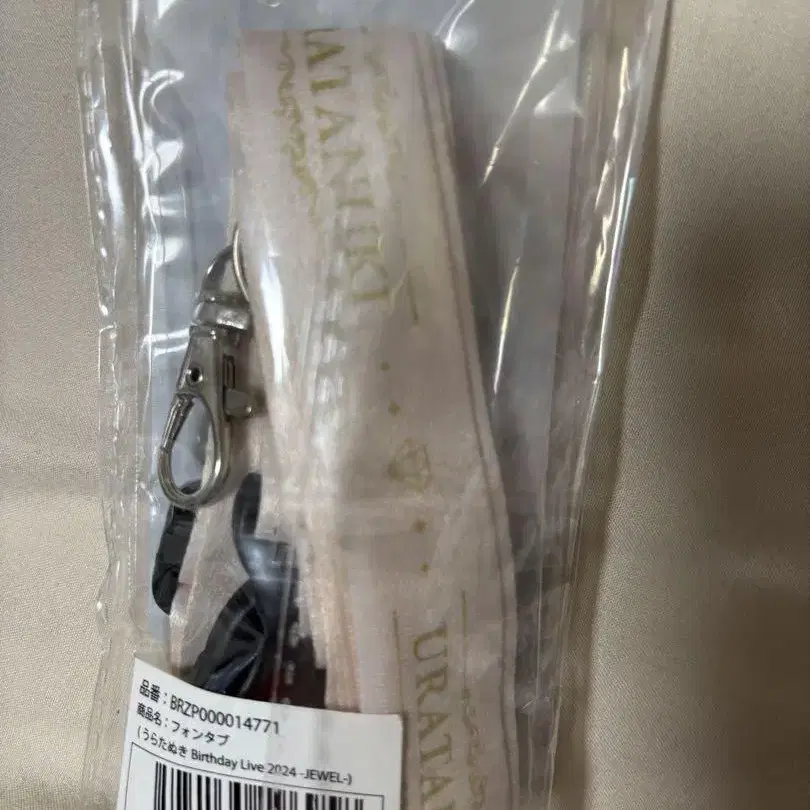 ATANUKI
URATA
品番：BRZP000014771
商品名：フォンタブ
(うらたぬき Birthday Live 2024 -JEWEL-)